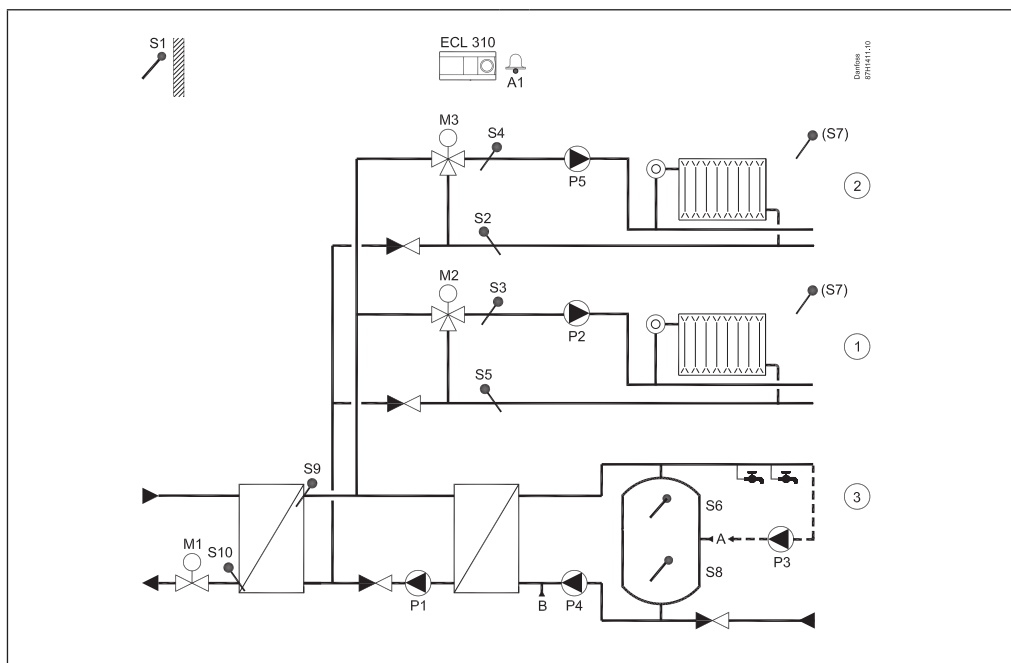 S1
ECL 310
A1
Danfoss
87H1411.10
M3
S4
P5
(S7)
2
S2
M2
S3
P2
(S7)
1
S5
S9
S6
3
A
P3
M1
S10
S8
P1
B
P4